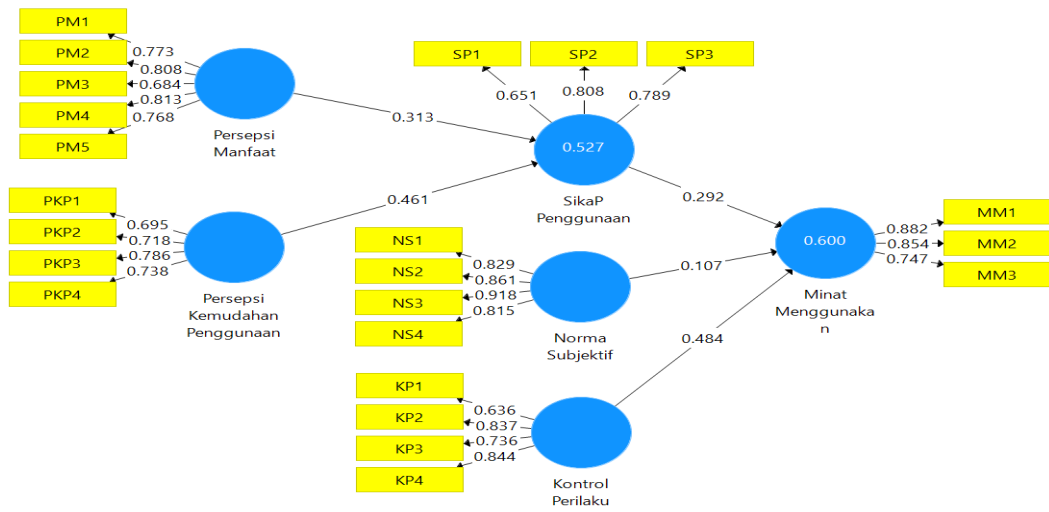 PM1
PM2
PM3
PM4
PM5
0.773
0.808
0.684
0.813
0.768
Persepsi
Manfaat
0.313
PKP1
PKP2
PKP3
PKP4
0.695
0.718
0.786
0.738
Persepsi
Kemudahan
Penggunaan
0.461
SP1
SP2
SP3
0.651
0.808
0.789
0.527
SikaP
Penggunaan
0.292
NS1
NS2
NS3
NS4
0.829
0.861
0.918
0.815
Norma
Subjektif
0.107
KP1
KP2
KP3
KP4
0.636
0.837
0.736
0.844
Kontrol
Perilaku
0.484
0.600
Minat
Menggunaka
n
0.882
0.854
0.747
MM1
MM2
MM3